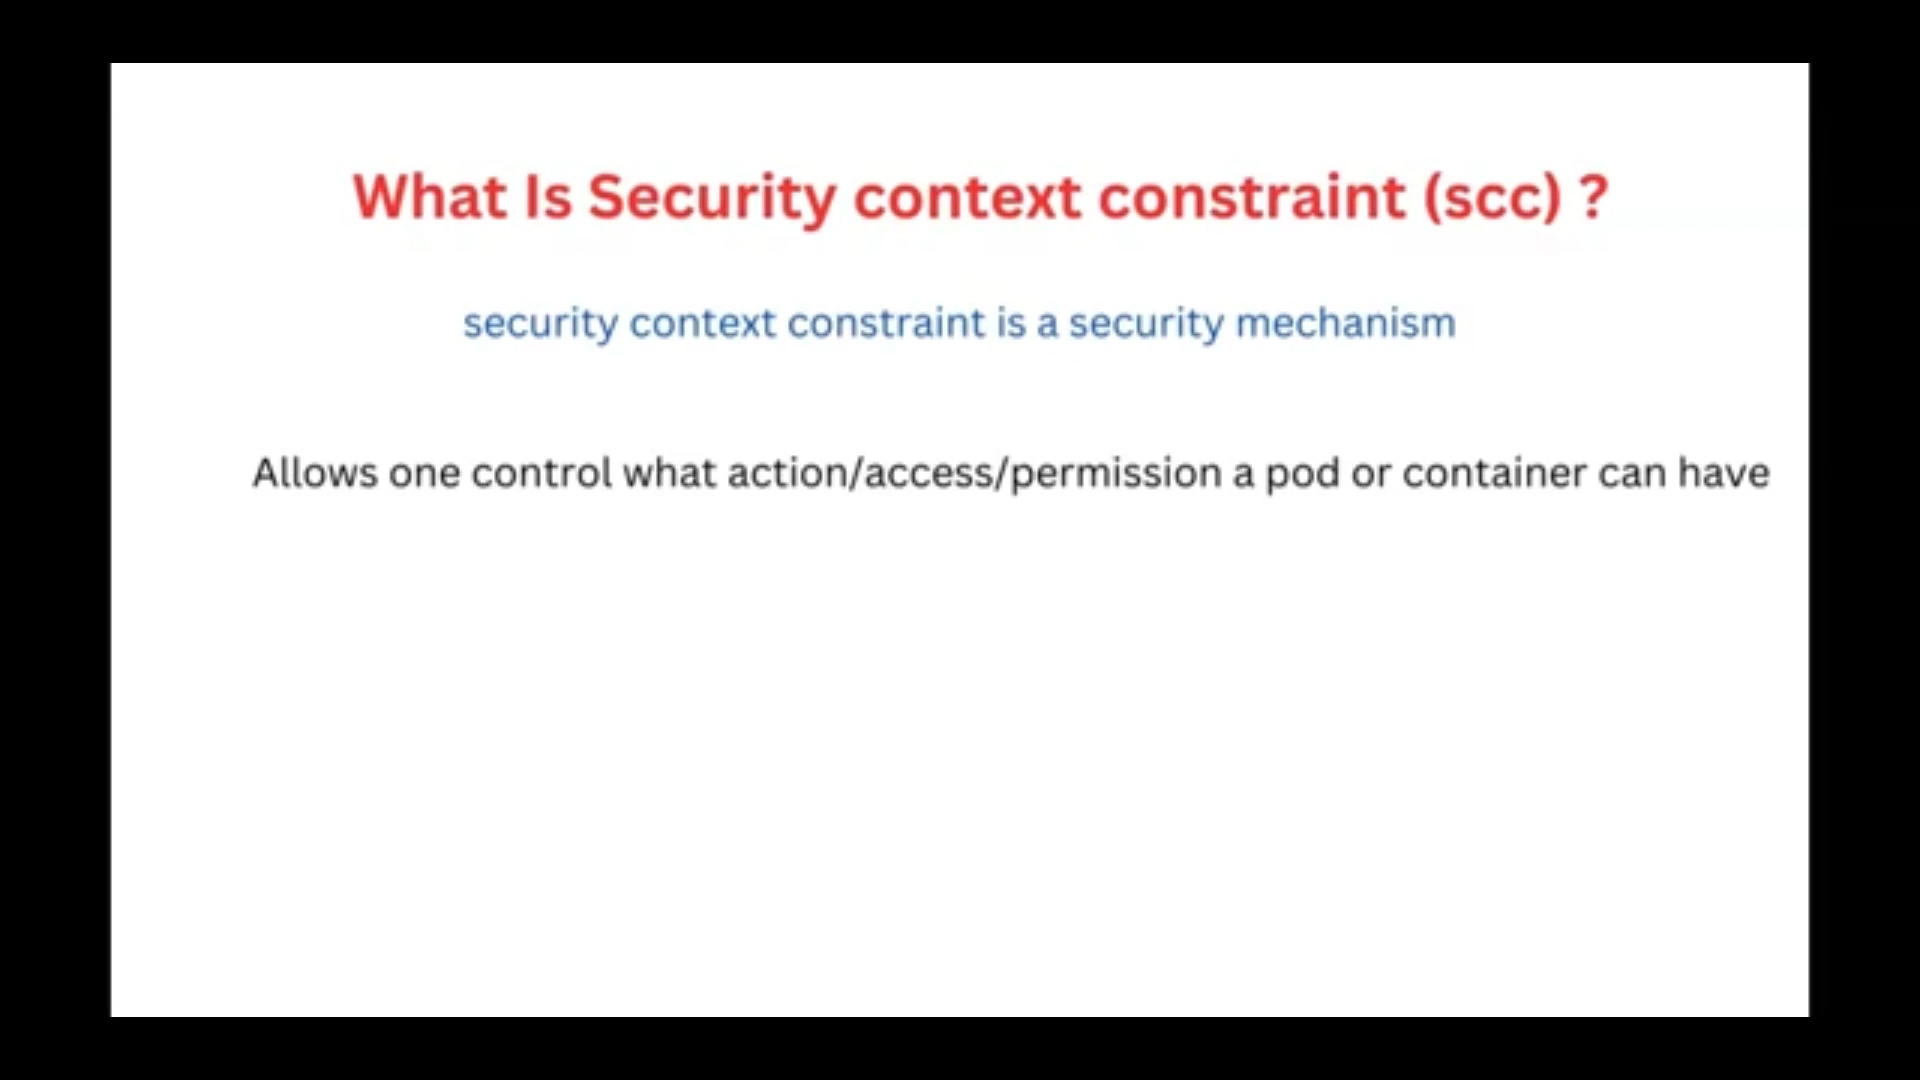 What Is Security context constraint (scc) ?
security context constraint is a security mechanism
Allows one control what action/access/permission a pod or container can have